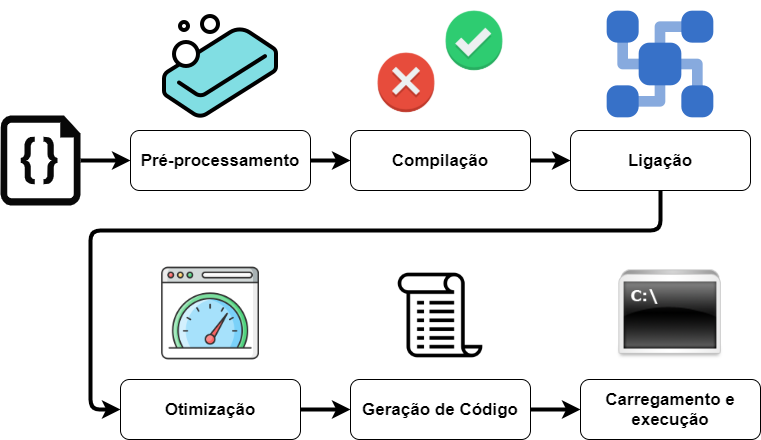 {}
Pré-processamento
Compilação
Ligação
C:\
Otimização
Geração de Código
Carregamento e
execução